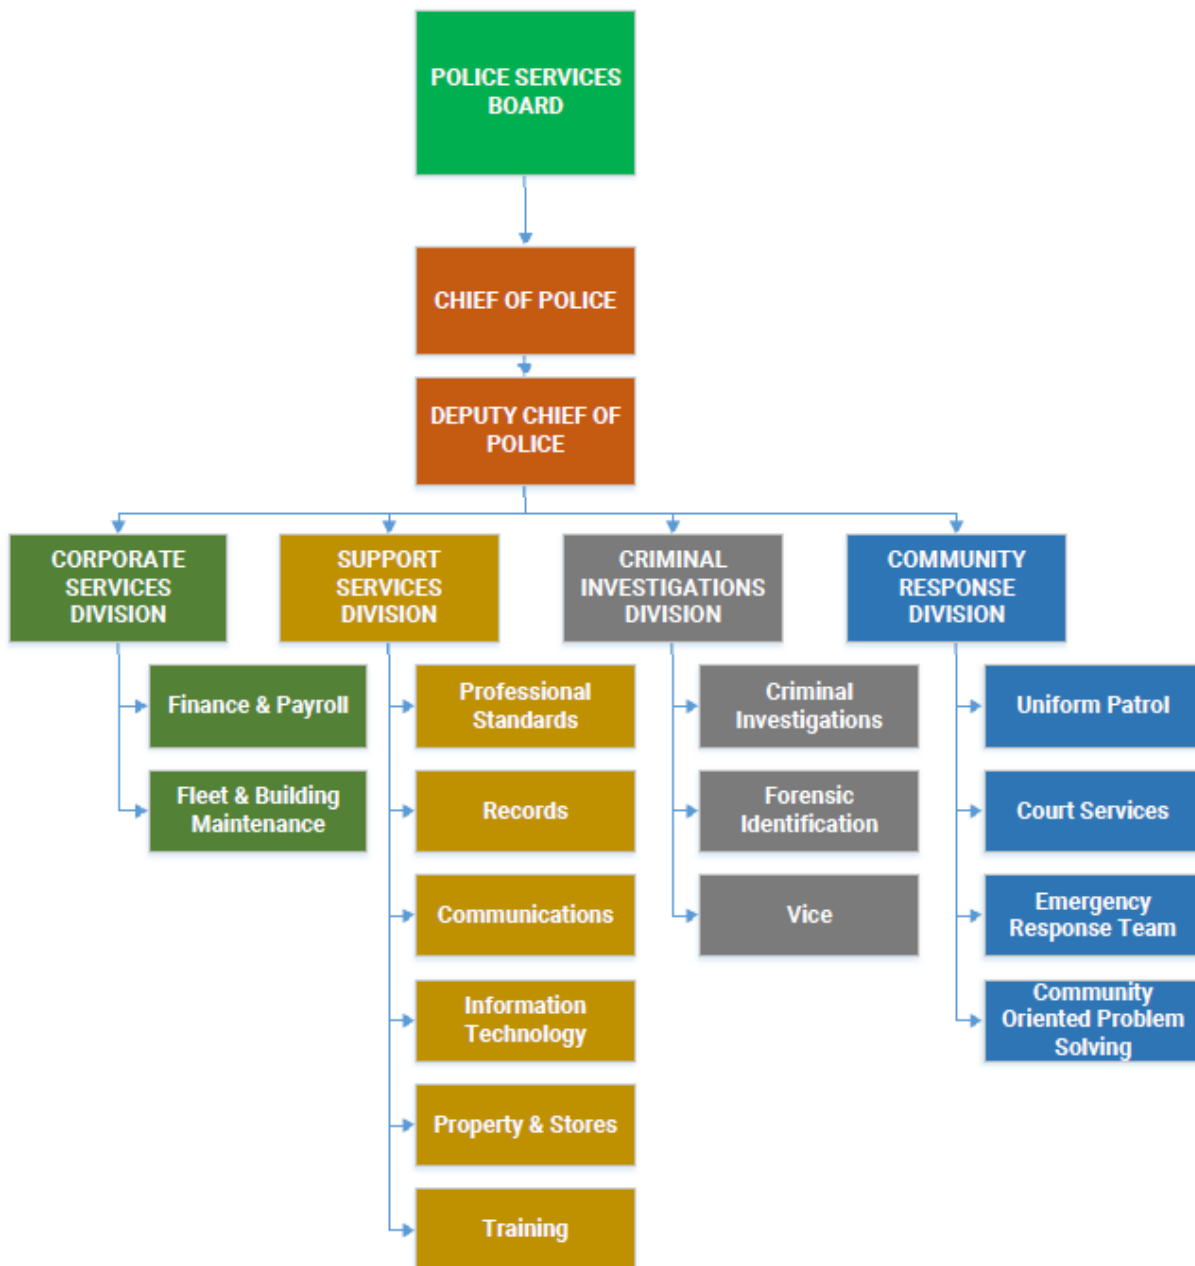 POLICE SERVICES
BOARD
CHIEF OF POLICE
DEPUTY CHIEF OF
POLICE
CORPORATE
SERVICES
DIVISION
Finance & Payroll
Fleet & Building
Maintenance
SUPPORT
SERVICES
DIVISION
Professional
Standards
Records
Communications
Information
Technology
Property & Stores
Training
CRIMINAL
INVESTIGATIONS
DIVISION
Criminal
Investigations
Forensic
Identification
Vice
COMMUNITY
RESPONSE
DIVISION
Uniform Patrol
Court Services
Emergency
Response Team
Community
Oriented Problem
Solving